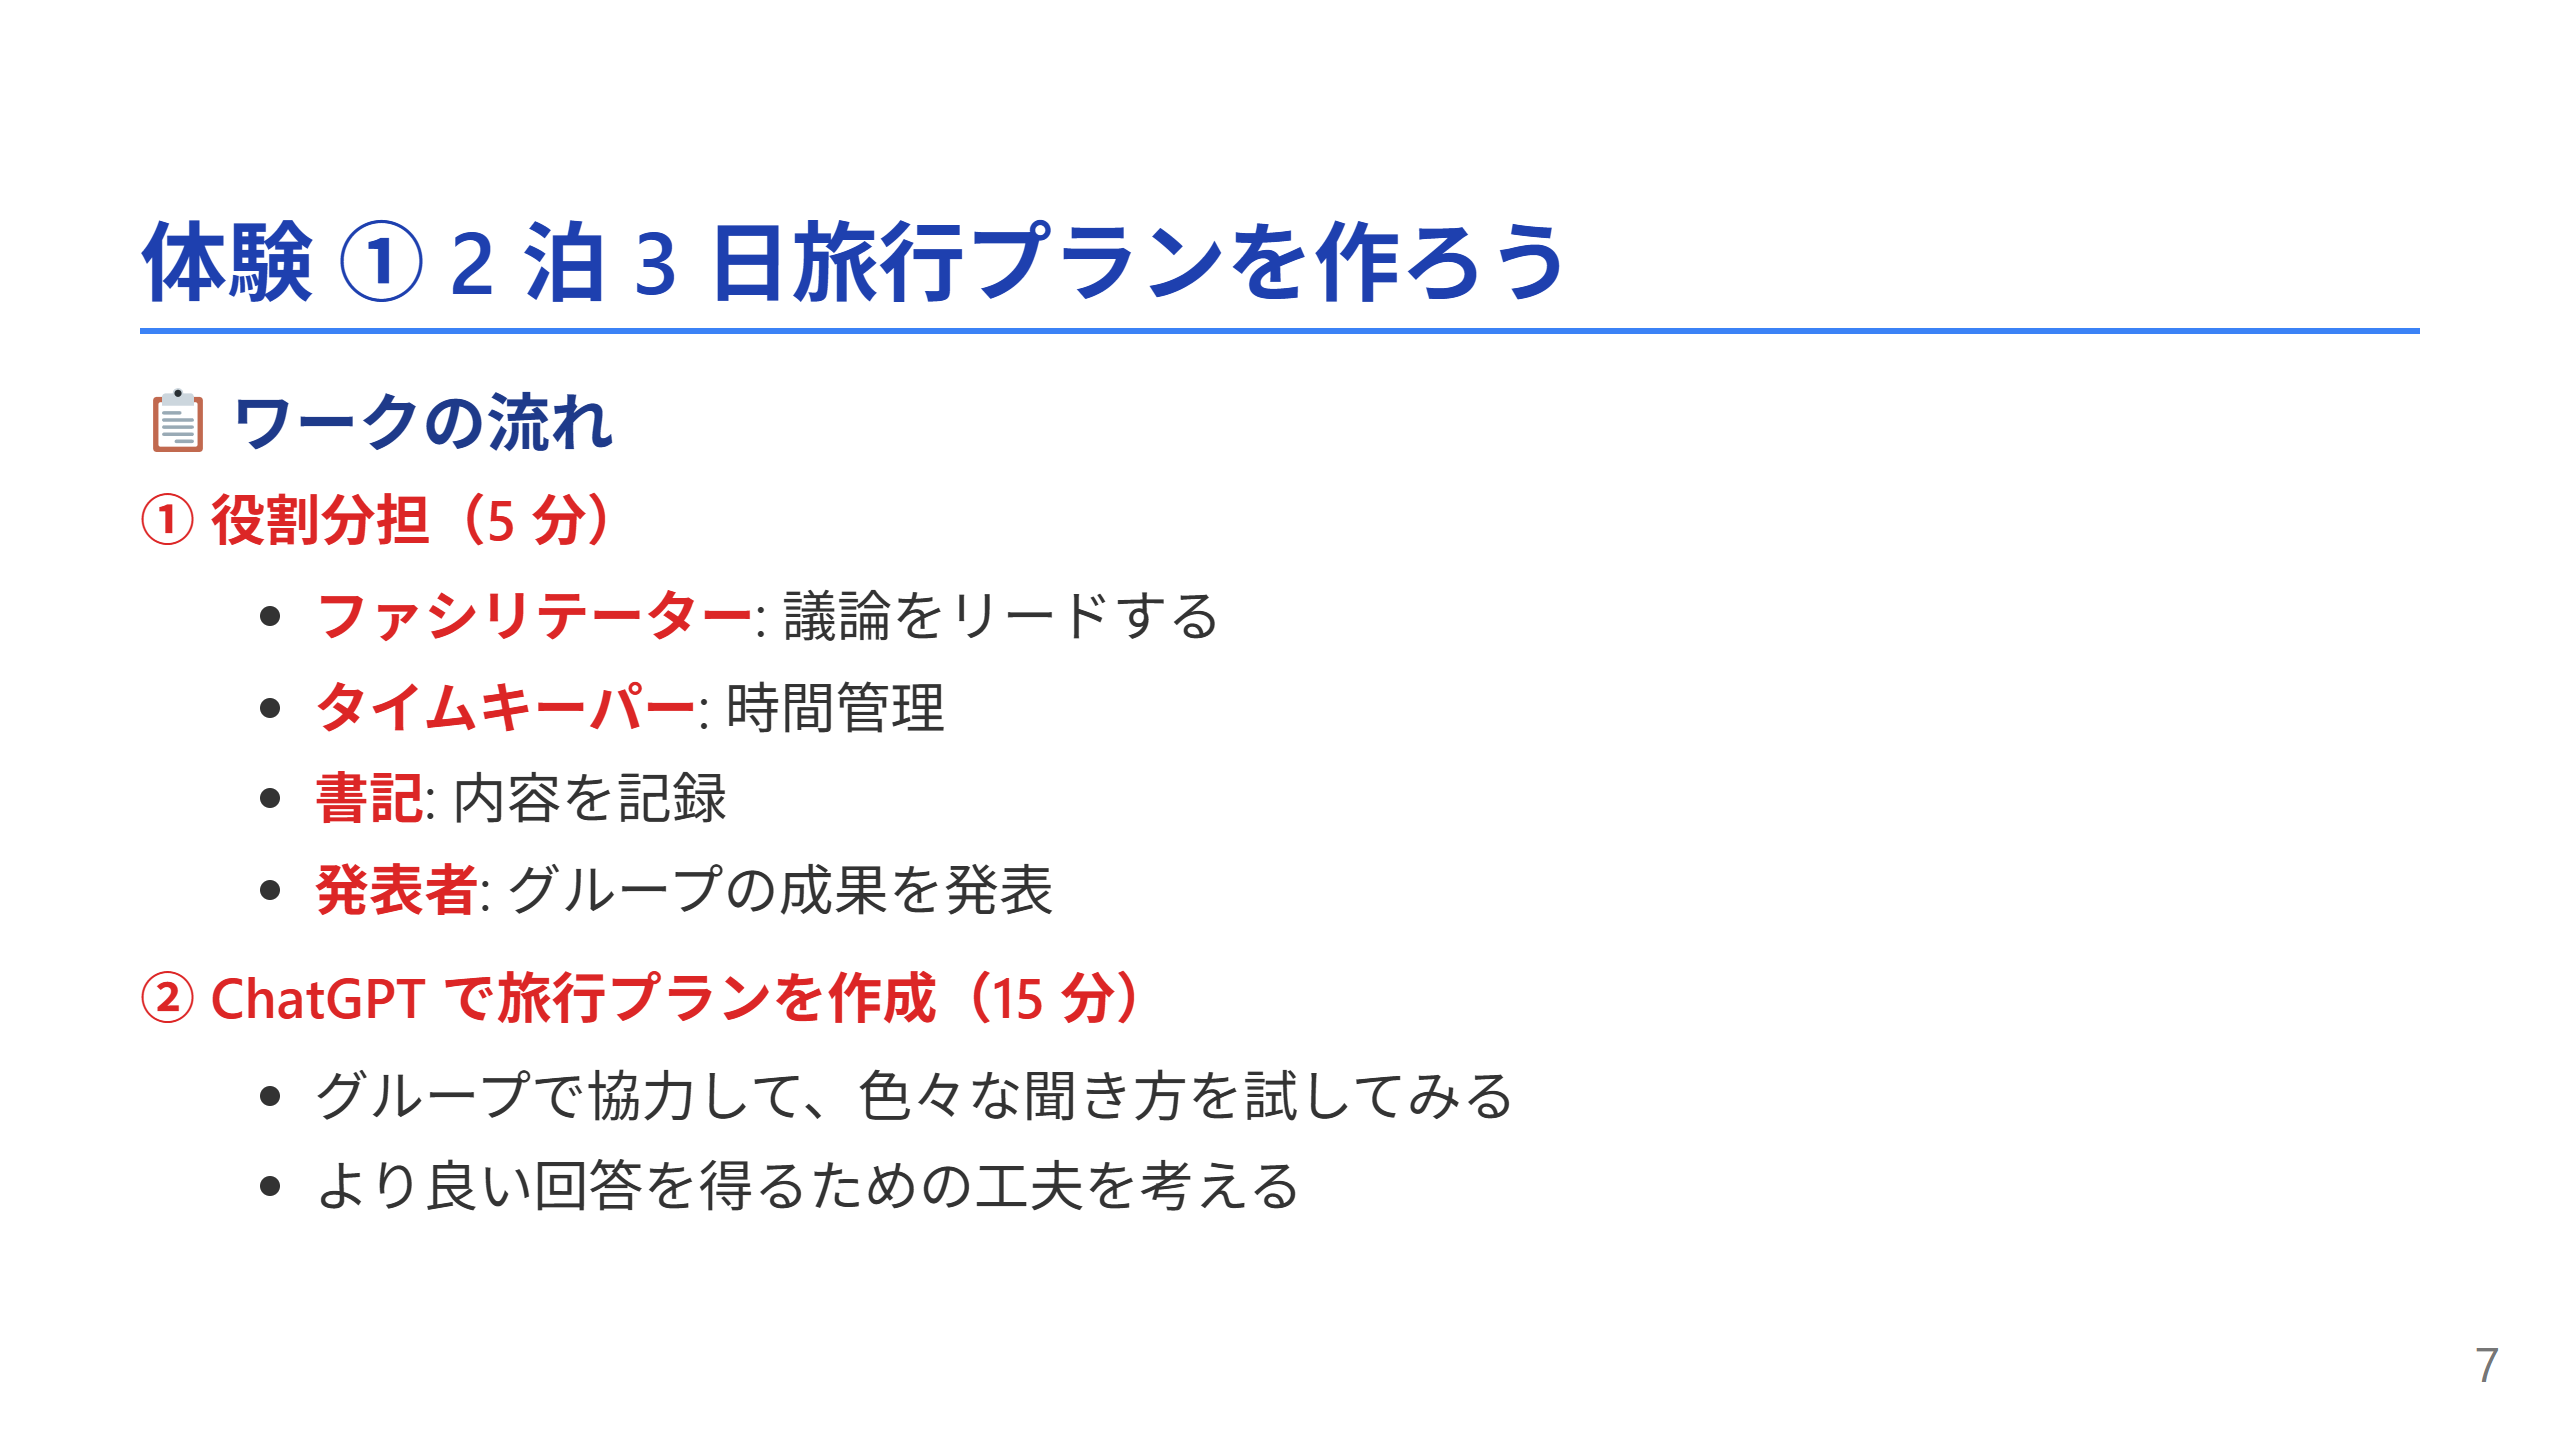 体験 ① 2 泊 3 日旅行プランを作ろう
📋 ワークの流れ
① 役割分担（5 分）
• ファシリテーター: 議論をリードする
• タイムキーパー: 時間管理
• 書記: 内容を記録
• 発表者: グループの成果を発表
② ChatGPT で旅行プランを作成（15 分）
• グループで協力して、色々な聞き方を試してみる
• より良い回答を得るための工夫を考える
7